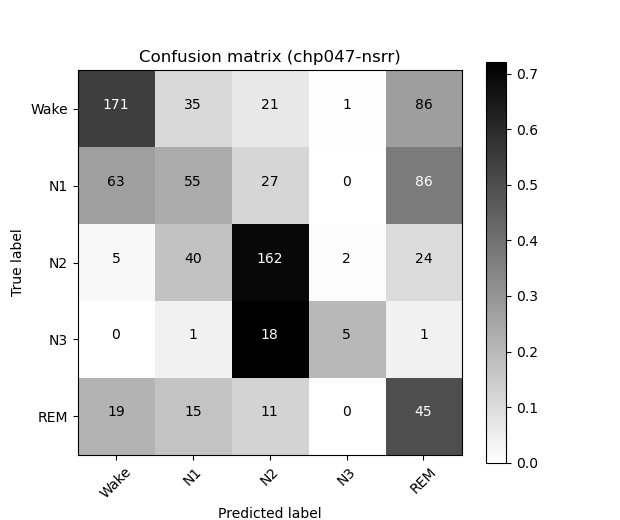 Confusion matrix (chp047-nsrr)
True label
Wake 171 35 21 1 86
N1 63 55 27 0 86
N2 5 40 162 2 24
N3 0 1 18 5 1
REM 19 15 11 0 45
Wake N1 N2 N3 REM
Predicted label
0.7
0.6
0.5
0.4
0.3
0.2
0.1
0.0